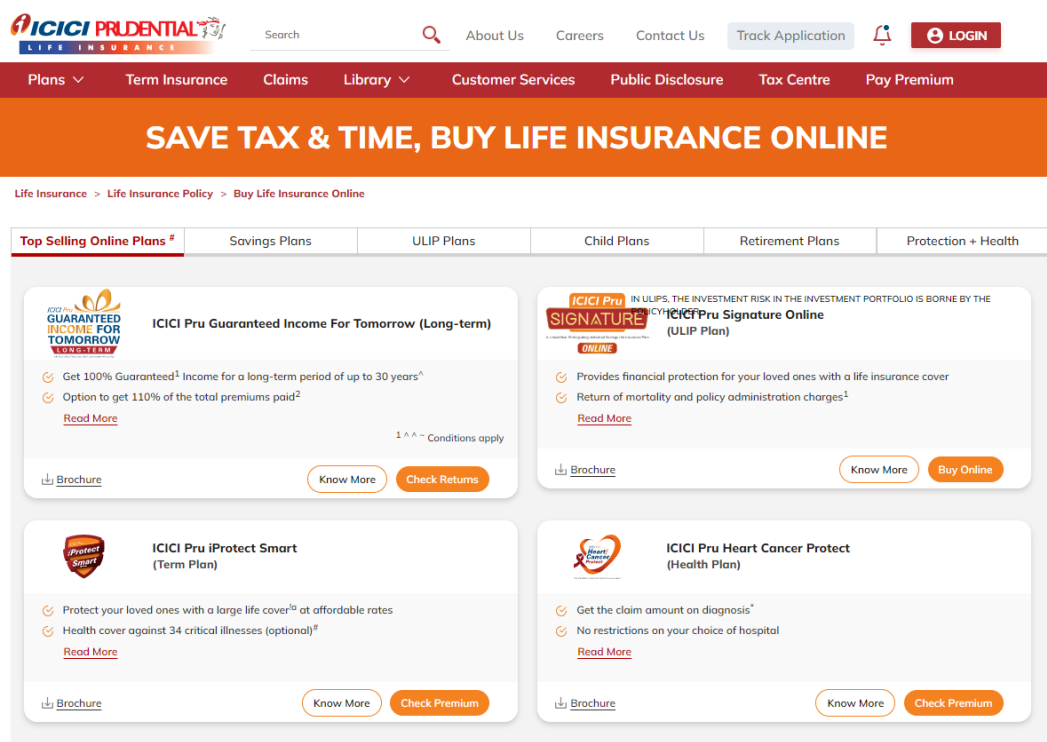 ICICI PRUDENTIAL
LIFE INSURANCE
Search
About Us
Careers
Contact Us
Track Application
LOGIN
Plans
Term Insurance
Claims
Library
Customer Services
Public Disclosure
Tax Centre
Pay Premium
SAVE TAX & TIME, BUY LIFE INSURANCE ONLINE
Life Insurance > Life Insurance Policy > Buy Life Insurance Online
Top Selling Online Plans #
Savings Plans
ULIP Plans
Child Plans
Retirement Plans
Protection + Health
ICICI Pru
GUARANTEED
INCOME FOR
TOMORROW
LONG-TERM
ICICI Pru Guaranteed Income For Tomorrow (Long-term)
Get 100% Guaranteed1 Income for a long-term period of up to 30 years^
Option to get 110% of the total premiums paid2
Read More
1 ^ ^ ~ Conditions apply
Brochure
Know More
Check Returns
ICICI Pru
SIGNATURE
ONLINE
IN ULIPS, THE INVESTMENT RISK IN THE INVESTMENT PORTFOLIO IS BORNE BY THE
POLICYHOLDER
ICICI Pru Signature Online
(ULIP Plan)
Provides financial protection for your loved ones with a life insurance cover
Return of mortality and policy administration charges1
Read More
Brochure
Know More
Buy Online
iProtect
Smart
ICICI Pru iProtect Smart
(Term Plan)
Protect your loved ones with a large life cover!α at affordable rates
Health cover against 34 critical illnesses (optional)#
Read More
Brochure
Know More
Check Premium
Heart/
Cancer
Protect
ICICI Pru Heart Cancer Protect
(Health Plan)
Get the claim amount on diagnosis*
No restrictions on your choice of hospital
Read More
Brochure
Know More
Check Premium